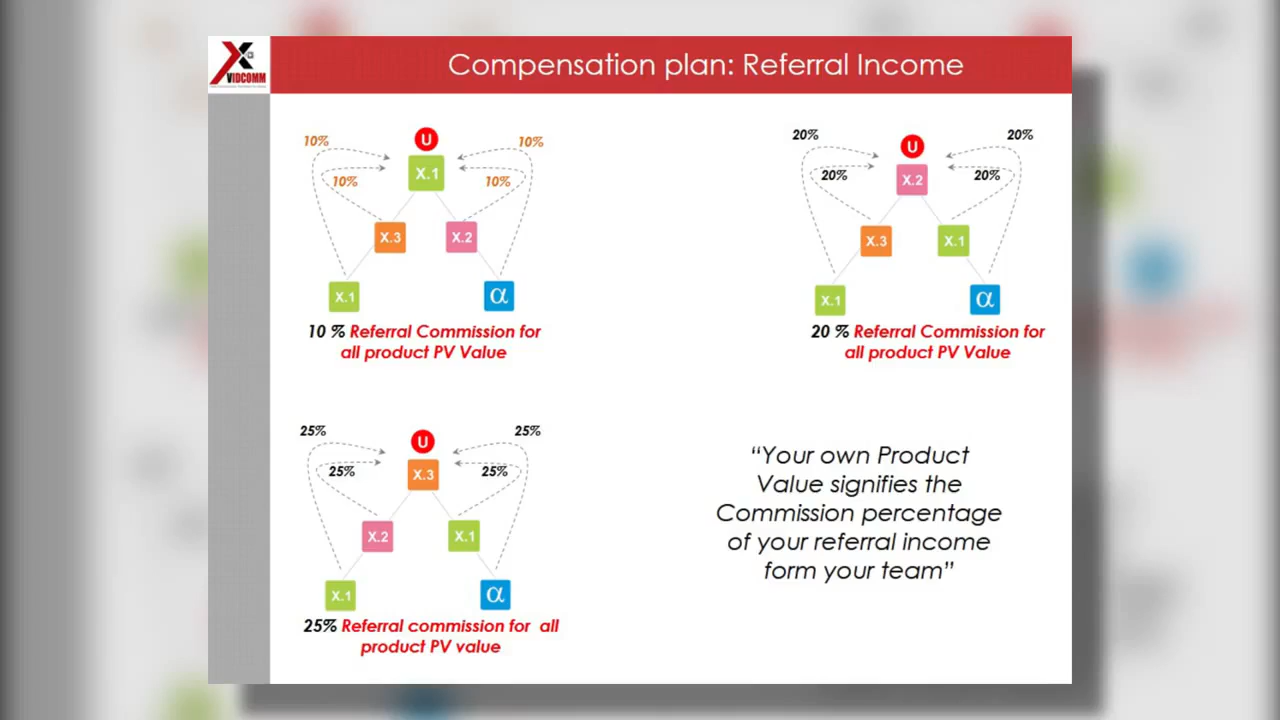 X
VIDCOMM
Compensation plan: Referral Income
10%
U
10%
X.1
10%
10%
X.3
X.2
X.1
α
10 % Referral Commission for
all product PV Value
20%
U
20%
20%
X.2
20%
X.3
X.1
X.1
α
20 % Referral Commission for
all product PV Value
25%
U
25%
25%
X.3
25%
X.2
X.1
X.1
α
25% Referral commission for all
product PV value
“Your own Product
Value signifies the
Commission percentage
of your referral income
form your team”